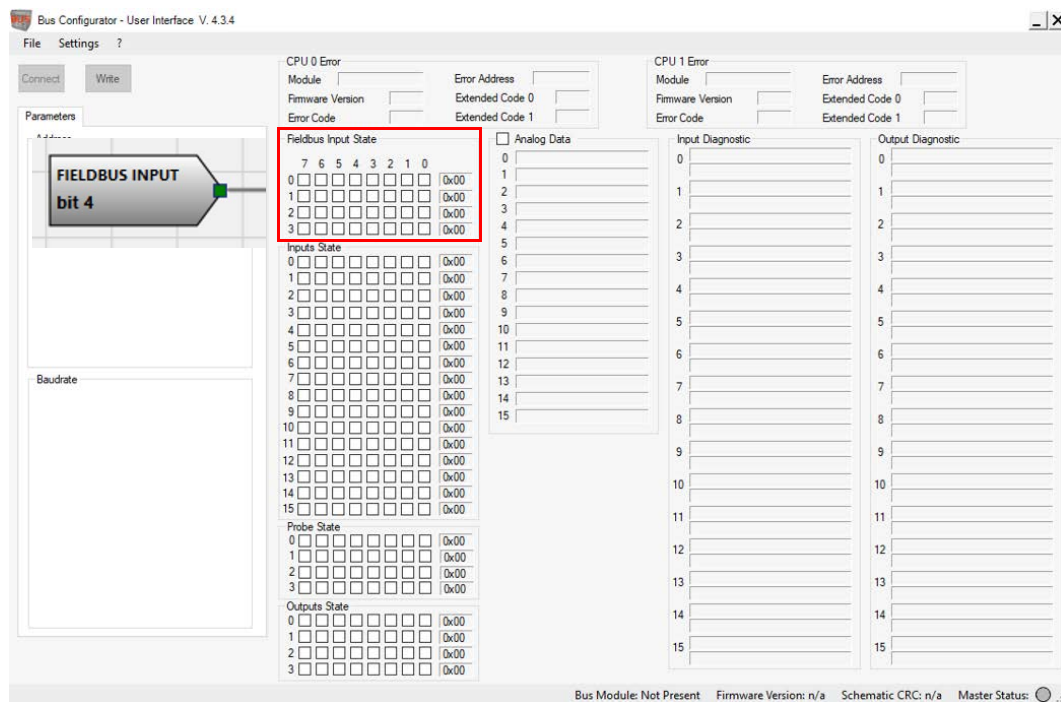 Bus Configurator - User Interface V. 4.3.4
File Settings ?
Connect Write
Parameters
Address
FIELDBUS INPUT
bit 4
Baudrate
CPU 0 Error
Module Error Address
Firmware Version Extended Code 0
Error Code Extended Code 1
CPU 1 Error
Module Error Address
Firmware Version Extended Code 0
Error Code Extended Code 1
Fieldbus Input State
7 6 5 4 3 2 1 0
0 0x00
1 0x00
2 0x00
3 0x00
Inputs State
0 0x00
1 0x00
2 0x00
3 0x00
4 0x00
5 0x00
6 0x00
7 0x00
8 0x00
9 0x00
10 0x00
11 0x00
12 0x00
13 0x00
14 0x00
15 0x00
Probe State
0 0x00
1 0x00
2 0x00
3 0x00
Outputs State
0 0x00
1 0x00
2 0x00
3 0x00
Analog Data
0
1
2
3
4
5
6
7
8
9
10
11
12
13
14
15
Input Diagnostic
0
1
2
3
4
5
6
7
8
9
10
11
12
13
14
15
Output Diagnostic
0
1
2
3
4
5
6
7
8
9
10
11
12
13
14
15
Bus Module: Not Present Firmware Version: n/a Schematic CRC: n/a Master Status: